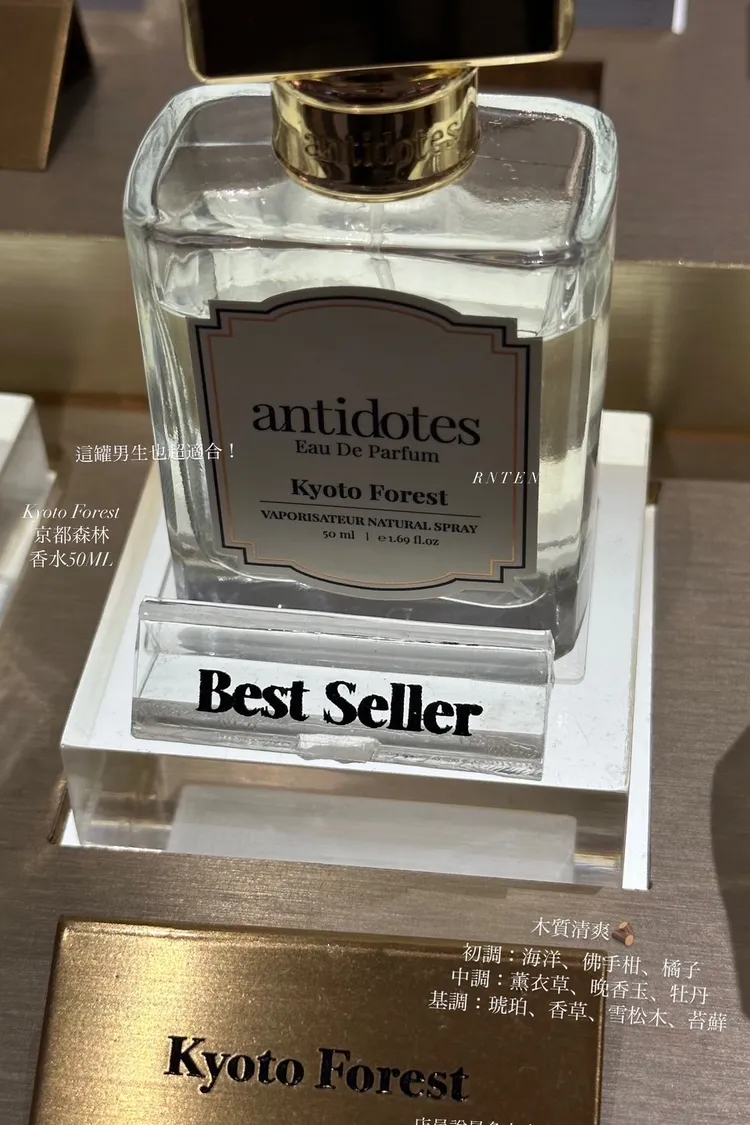 antidotes
antidotes
Eau De Parfum
Kyoto Forest
VAPORISATEUR NATURAL SPRAY
50 ml | e1.69 fl.oz
這罐男生也超適合！
RNTEN
Kyoto Forest
京都森林
香水50ML
Best Seller
木質清爽
初調：海洋、佛手柑、橘子
中調：薰衣草、晚香玉、牡丹
基調：琥珀、香草、雪松木、苔蘚
Kyoto Forest